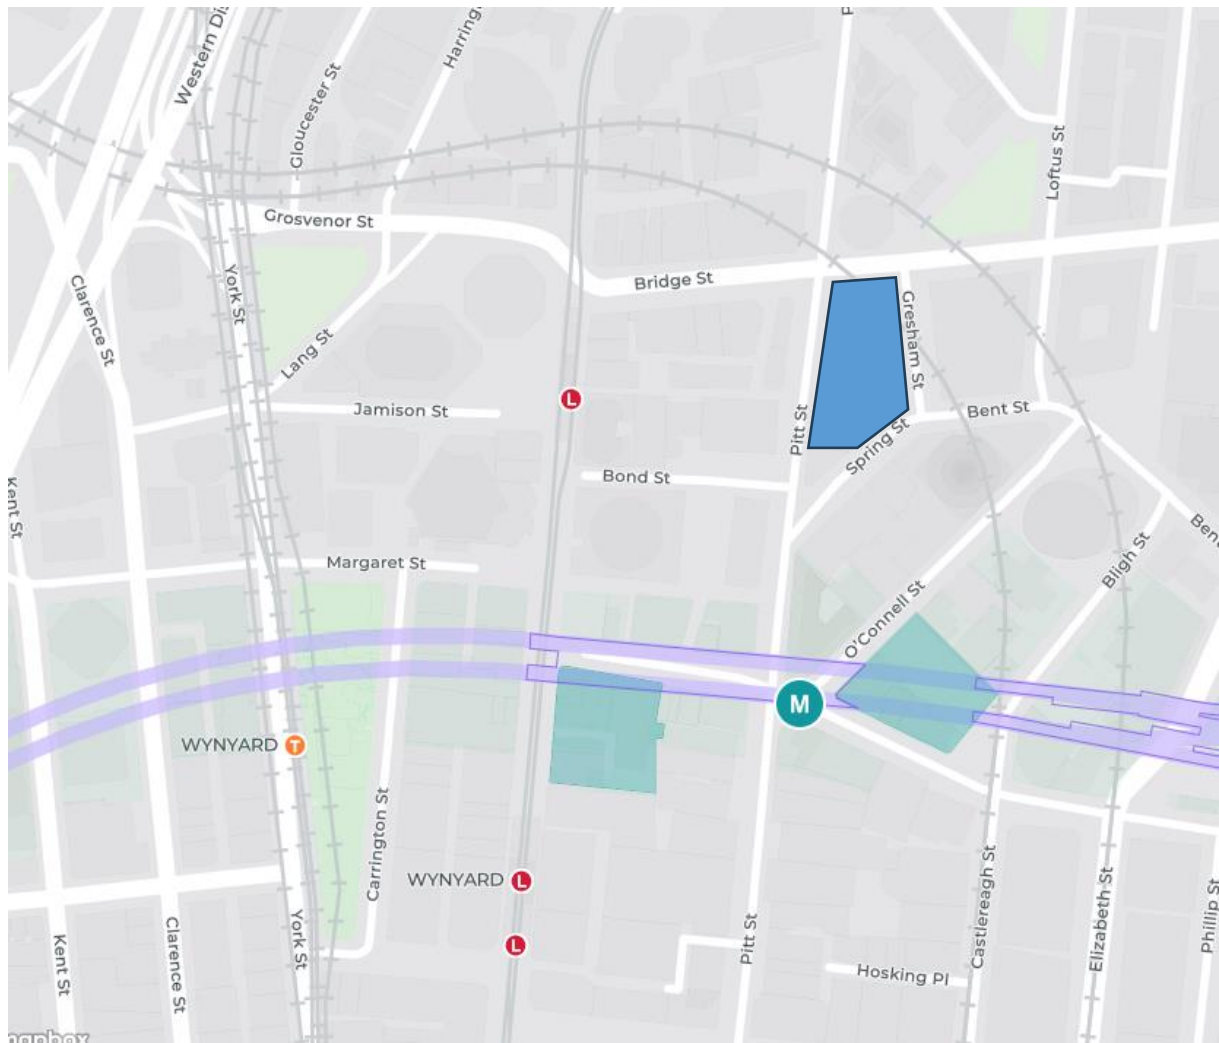 Western Dis
Gloucester St
Harring
P
Loftus St
Grosvenor St
York St
Bridge St
Clarence St
Lang St
Gresham St
L
Jamison St
Pitt St
Bent St
Spring St
Bond St
Kent St
Bent
Margaret St
Bligh St
O'Connell St
M
WYNYARD T
Carrington St
WYNYARD L
Castlereagh St
Elizabeth St
Phillip St
York St
Clarence St
Kent St
Pitt St
L
Hosking Pl
mapbox